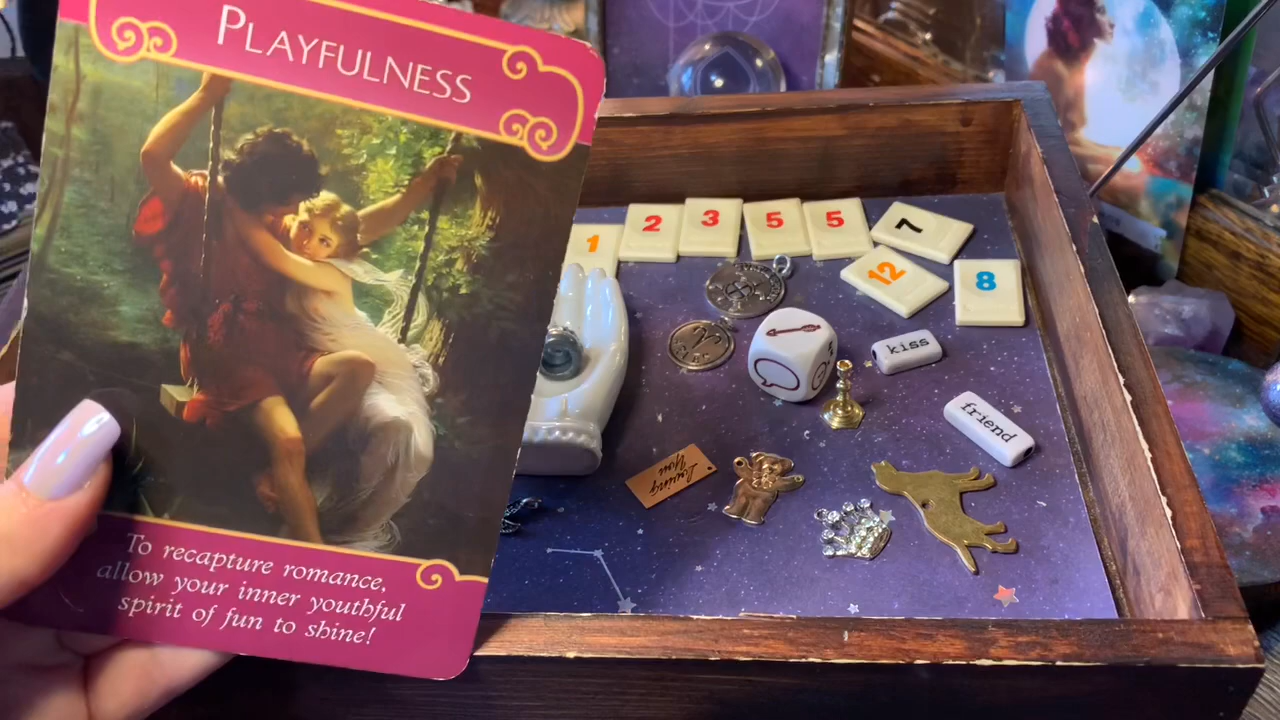 PLAYFULNESS
To recapture romance,
allow your inner youthful
spirit of fun to shine!
1
2
3
5
5
7
12
8
kiss
friend
Loving
You